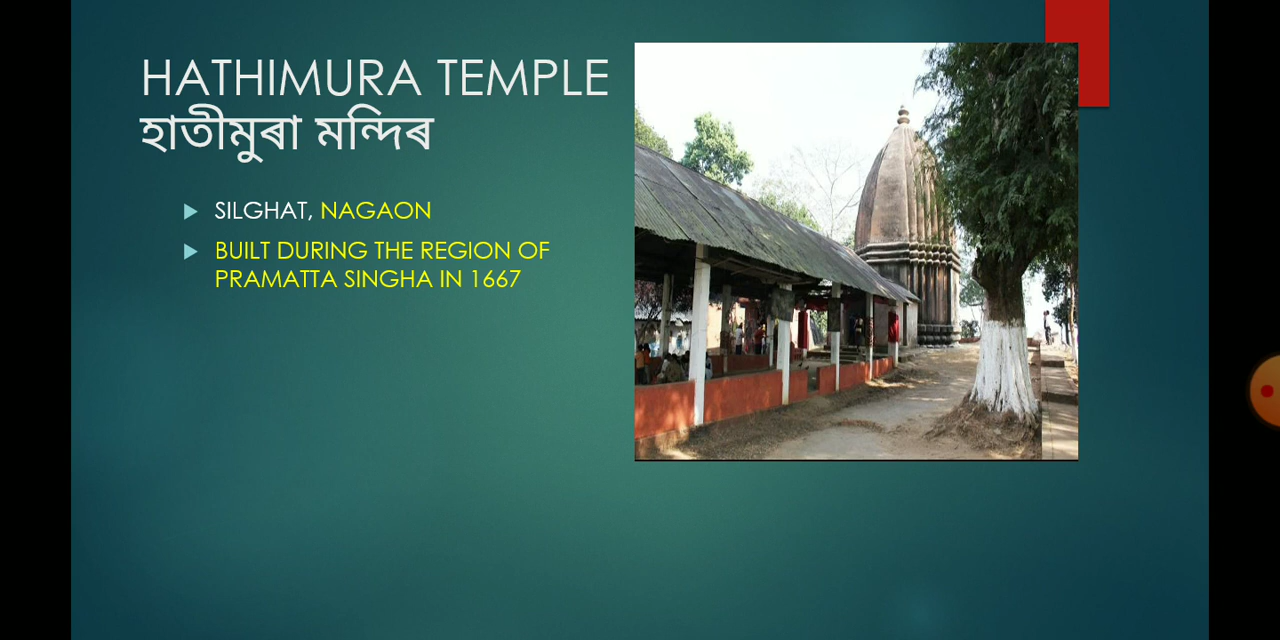 HATHIMURA TEMPLE
হাতীমুৰা মন্দিৰ
SILGHAT, NAGAON
BUILT DURING THE REGION OF
PRAMATTA SINGHA IN 1667